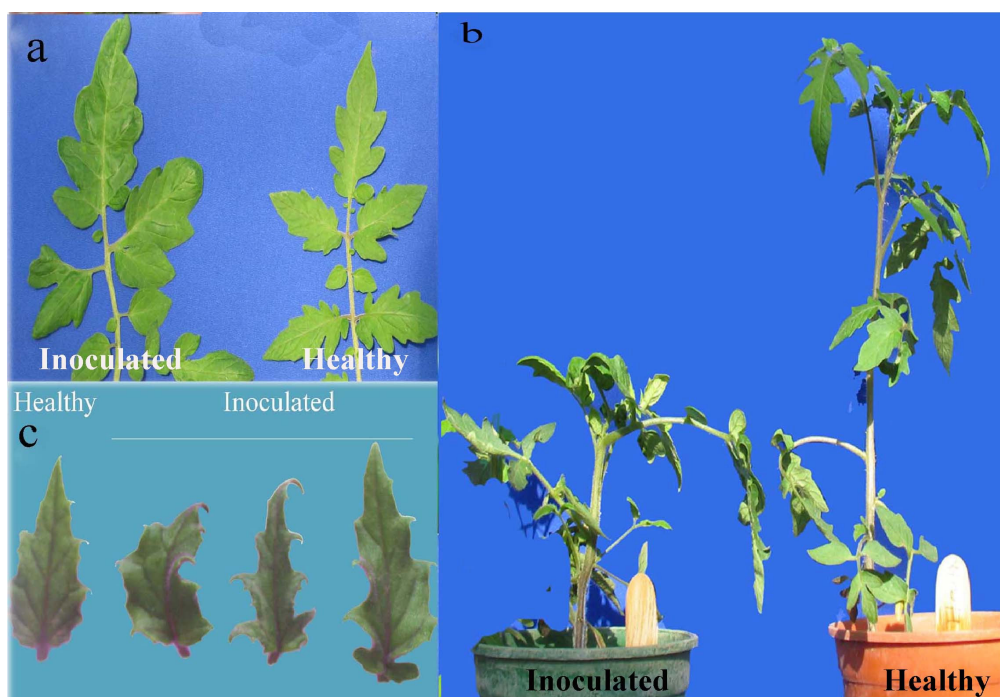 a
Inoculated
Healthy
b
Inoculated
Healthy
Healthy
Inoculated
c